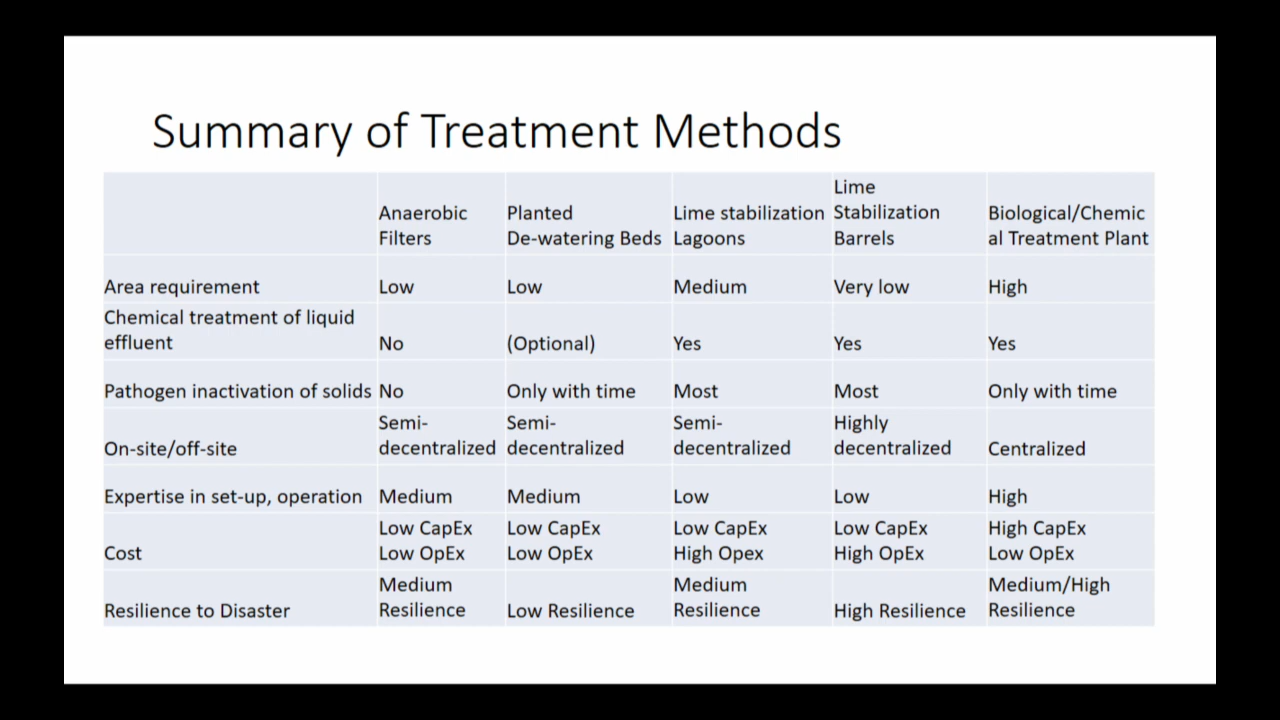 Summary of Treatment Methods
Anaerobic
Filters
Planted
De-watering Beds
Lime stabilization
Lagoons
Lime
Stabilization
Barrels
Biological/Chemic
al Treatment Plant
Area requirement
Low
Low
Medium
Very low
High
Chemical treatment of liquid
effluent
No
(Optional)
Yes
Yes
Yes
Pathogen inactivation of solids
No
Only with time
Most
Most
Only with time
On-site/off-site
Semi-
decentralized
Semi-
decentralized
Semi-
decentralized
Highly
decentralized
Centralized
Expertise in set-up, operation
Medium
Medium
Low
Low
High
Cost
Low CapEx
Low OpEx
Low CapEx
Low OpEx
Low CapEx
High Opex
Low CapEx
High OpEx
High CapEx
Low OpEx
Resilience to Disaster
Medium
Resilience
Low Resilience
Medium
Resilience
High Resilience
Medium/High
Resilience